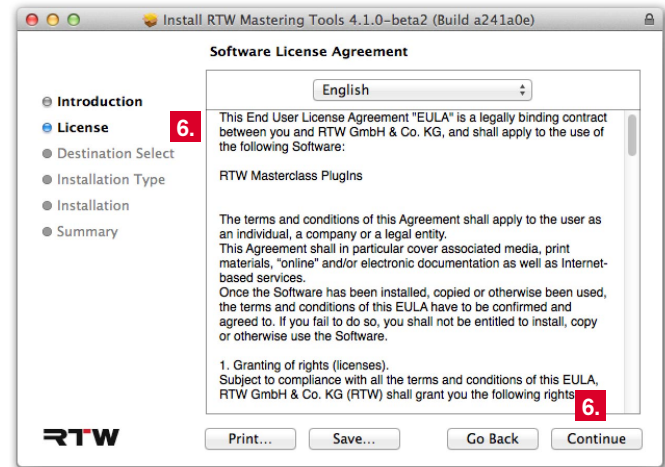 Install RTW Mastering Tools 4.1.0-beta2 (Build a241a0e)
Software License Agreement
Introduction
License
Destination Select
Installation Type
Installation
Summary
6.
English
This End User License Agreement "EULA" is a legally binding contract
between you and RTW GmbH & Co. KG, and shall apply to the use of
the following Software:
RTW Masterclass PlugIns
The terms and conditions of this Agreement shall apply to the user as
an individual, a company or a legal entity.
This Agreement shall in particular cover associated media, print
materials, "online" and/or electronic documentation as well as Internet-
based services.
Once the Software has been installed, copied or otherwise been used,
the terms and conditions of this EULA have to be confirmed and
agreed to. If you fail to do so, you shall not be entitled to install, copy
or otherwise use the Software.
1. Granting of rights (licenses).
Subject to compliance with all the terms and conditions of this EULA,
RTW GmbH & Co. KG (RTW) shall grant you the following rights
6.
RTW
Print...
Save...
Go Back
Continue